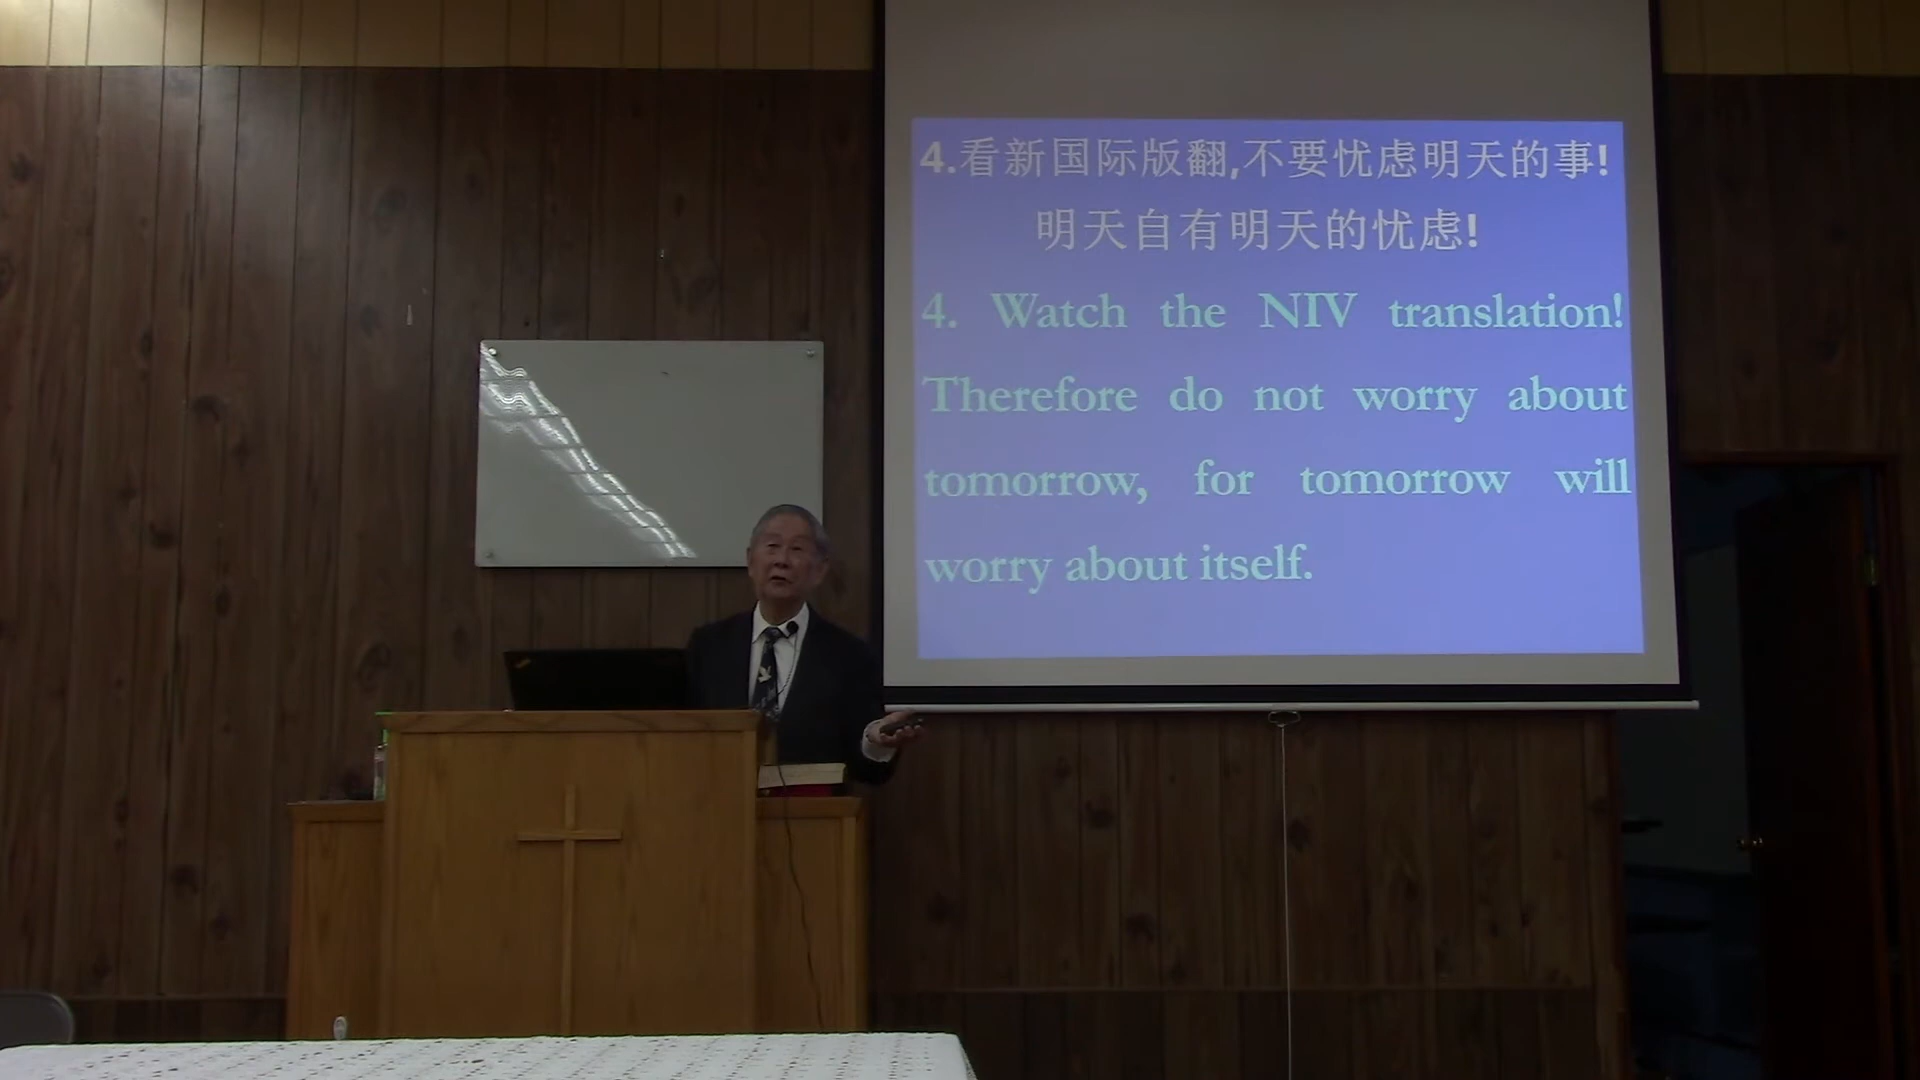 4.看新国际版翻,不要忧虑明天的事!
明天自有明天的忧虑!
4. Watch the NIV translation!
Therefore do not worry about
tomorrow, for tomorrow will
worry about itself.